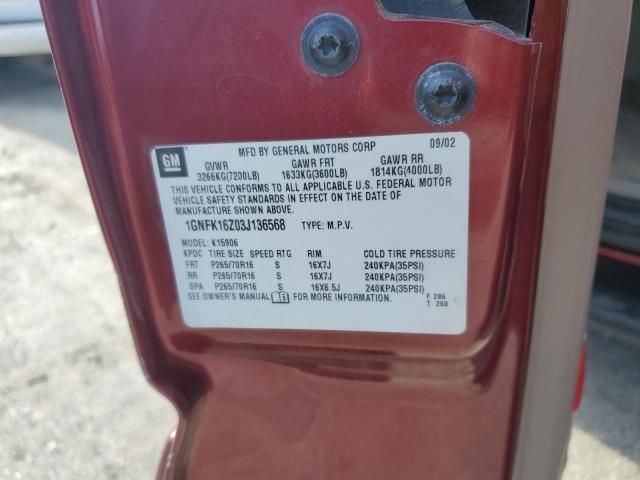 GM
MFD BY GENERAL MOTORS CORP 09/02
GVWR GAWR FRT GAWR RR
3266KG(7200LB) 1633KG(3600LB) 1814KG(4000LB)
THIS VEHICLE CONFORMS TO ALL APPLICABLE U.S. FEDERAL MOTOR
VEHICLE SAFETY STANDARDS IN EFFECT ON THE DATE OF
MANUFACTURE SHOWN ABOVE.
1GNFK16Z03J136568 TYPE: M.P.V.
MODEL: K15906
KPDC TIRE SIZE SPEED RTG RIM COLD TIRE PRESSURE
FRT P265/70R16 S 16X7J 240KPA(35PSI)
RR P265/70R16 S 16X7J 240KPA(35PSI)
SPA P265/70R16 S 16X6.5J 240KPA(35PSI)
SEE OWNER'S MANUAL FOR MORE INFORMATION.
F 286
T 260